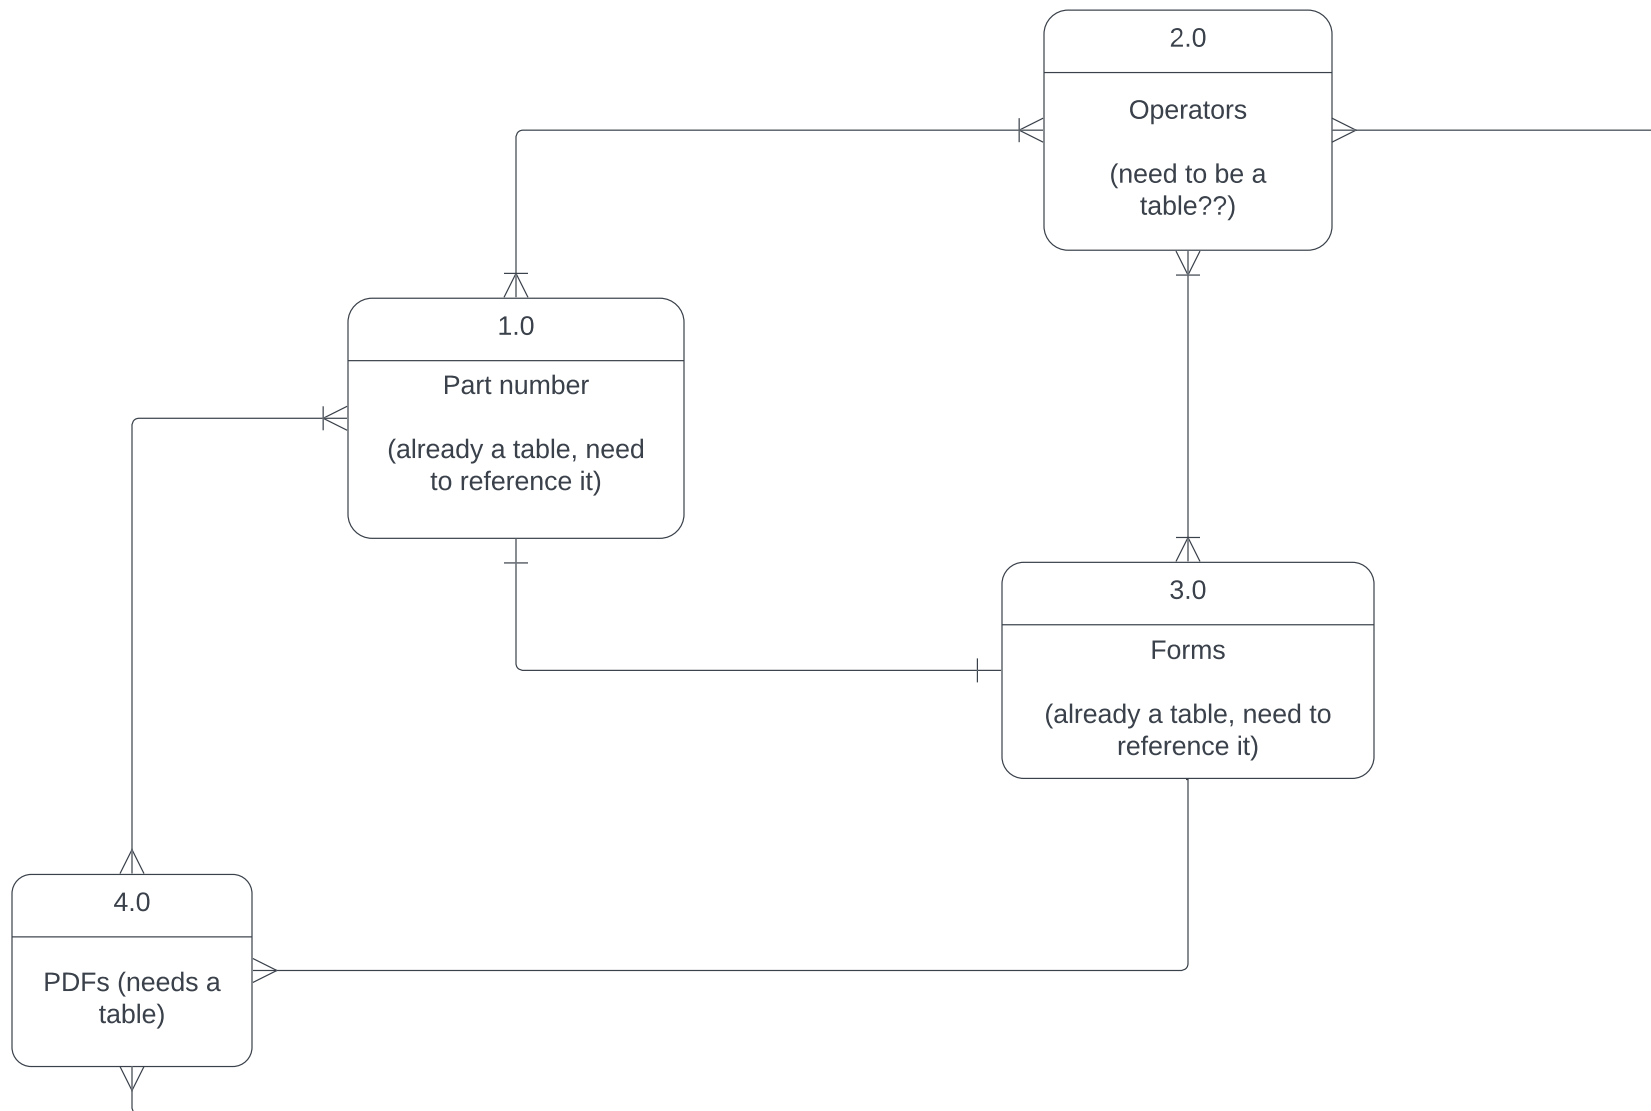 2.0
Operators
(need to be a
table??)
1.0
Part number
(already a table, need
to reference it)
3.0
Forms
(already a table, need to
reference it)
4.0
PDFs (needs a
table)